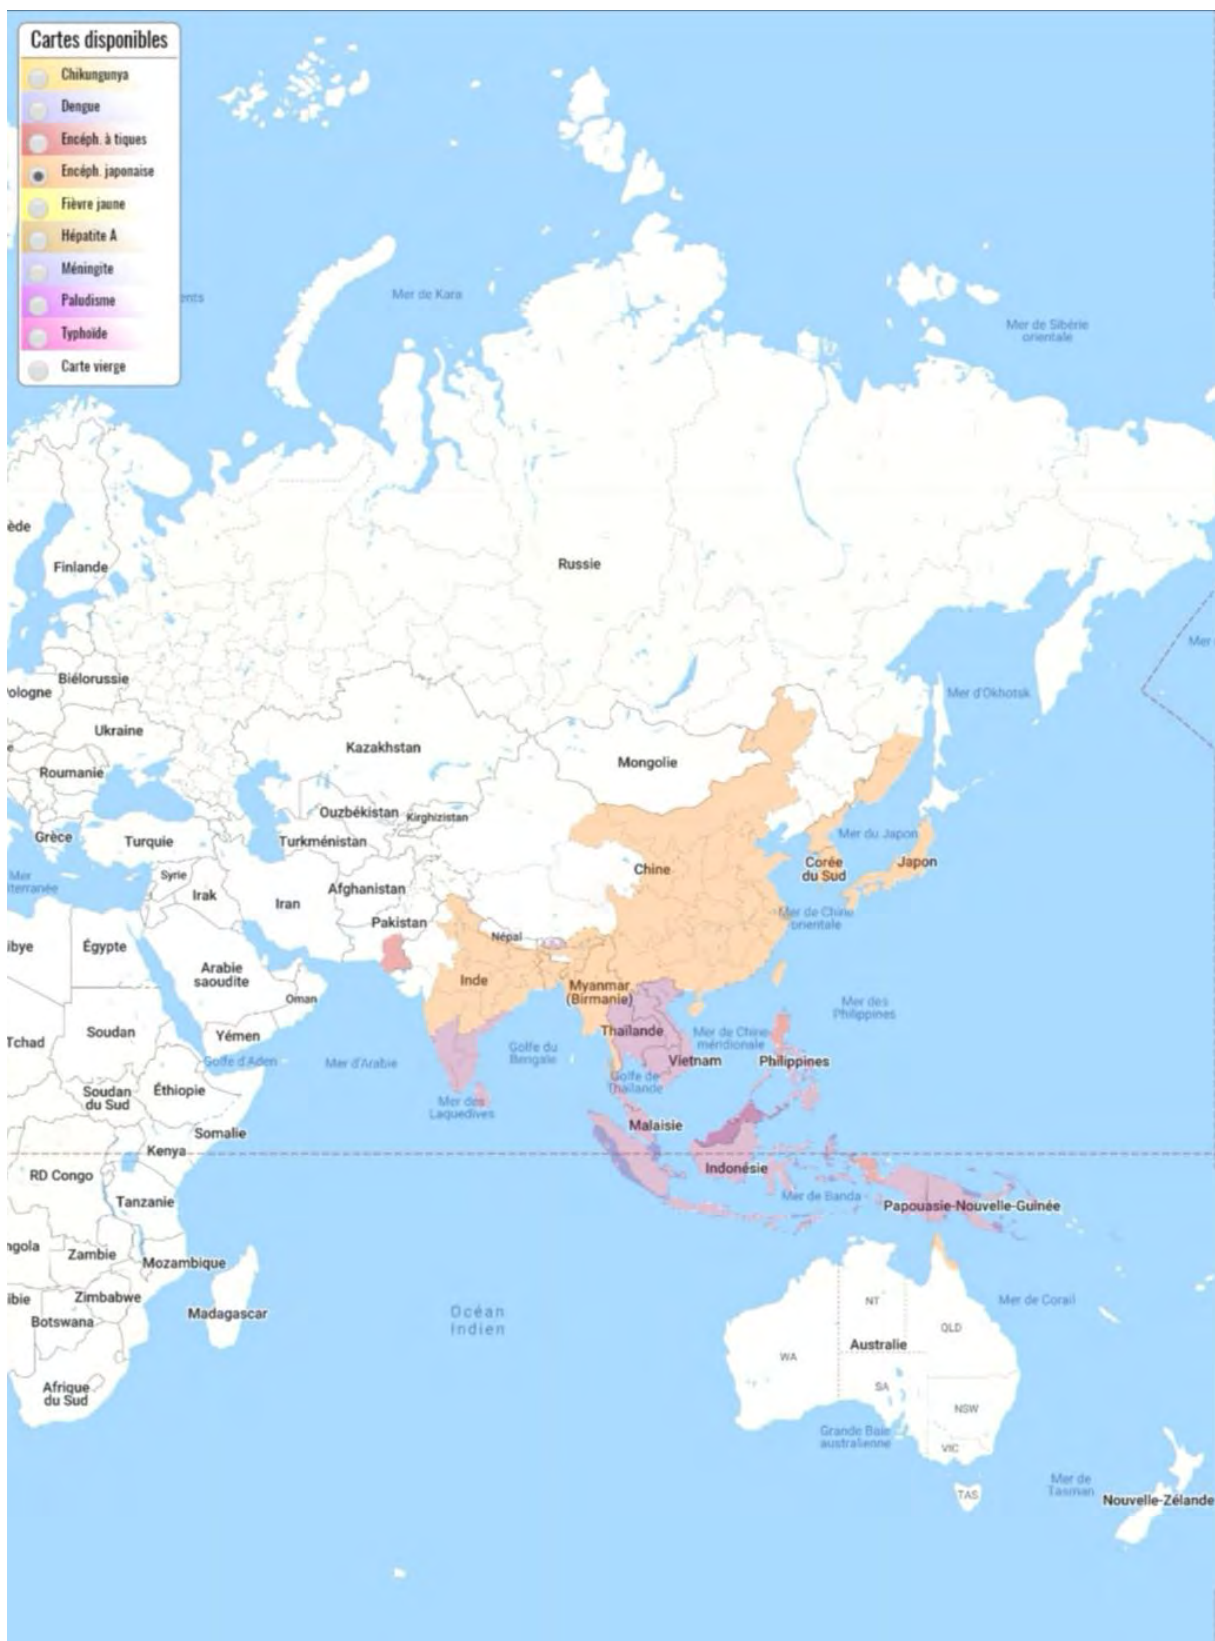 Cartes disponibles
Chikungunya
Dengue
Encéph. à tiques
Encéph. japonaise
Fièvre jaune
Hépatite A
Méningite
Paludisme
Typhoïde
Carte vierge
Mer de Kara
Mer de Sibérie
orientale
Finlande
Russie
Biélorussie
Mer
Mer d'Okhotsk
Ukraine
Kazakhstan
Mongolie
Roumanie
Ouzbékistan
Kirghizistan
Grèce
Turquie
Turkménistan
Mer du Japon
Syrie
Irak
Iran
Afghanistan
Chine
Corée
du Sud
Japon
Mer
Pakistan
Mer de Chine
orientale
Égypte
Népal
Arabie
saoudite
Oman
Inde
Myanmar
(Birmanie)
Mer des
Philippines
Tchad
Soudan
Yémen
Thaïlande
Mer de Chine
méridionale
Golfe d'Aden
Mer d'Arabie
Golfe du
Bengale
Vietnam
Philippines
Golfe de
Thaïlande
Soudan
du Sud
Éthiopie
Mer des
Laquedives
Somalie
Malaisie
Kenya
RD Congo
Indonésie
Tanzanie
Mer de Banda
Papouasie-Nouvelle-Guinée
Zambie
Mozambique
Zimbabwe
Botswana
Madagascar
Océan
Indien
NT
Mer de Corail
QLD
Australie
WA
SA
Afrique
du Sud
NSW
Grande Baie
australienne
VIC
TAS
Mer de
Tasman
Nouvelle-Zélande